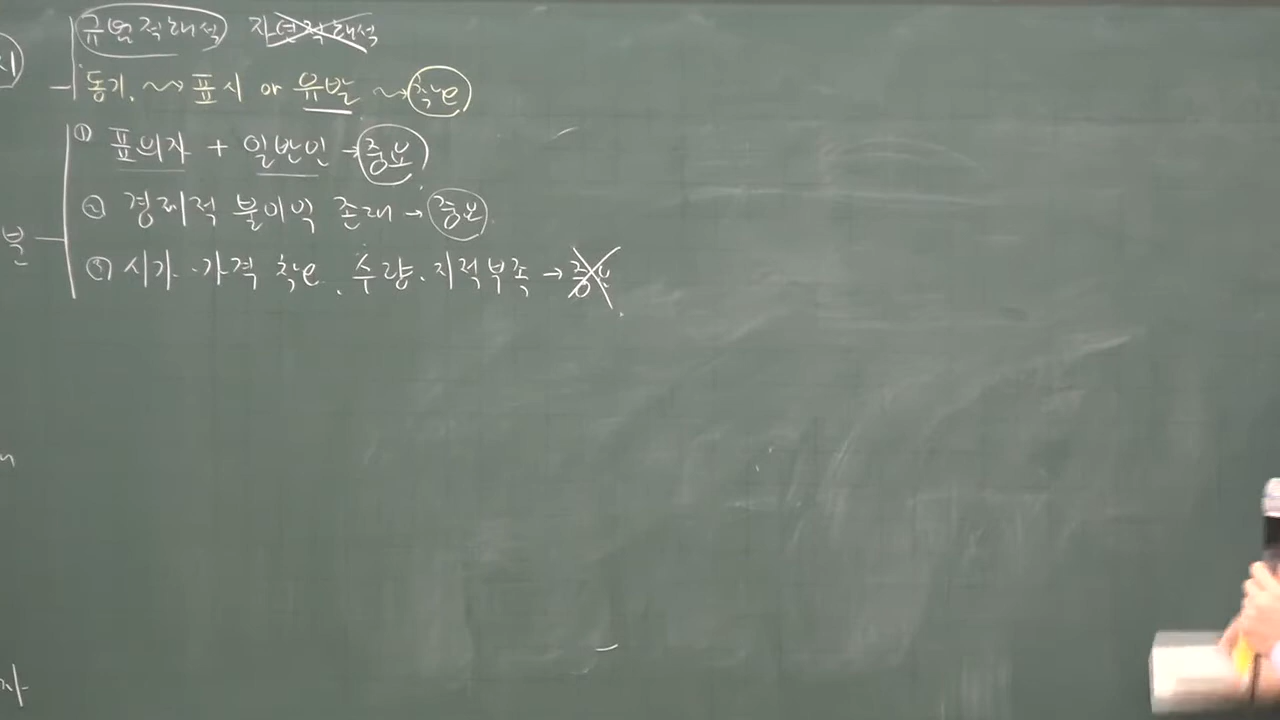 규범적해석 자연적해석
동기. ~> 표시 or 유발 ~> 착e
① 표의자 + 일반인 → 중요
② 경제적 불이익 존재 → 중요
③ 시가·가격 착e. 수량·지적부족 → 중요